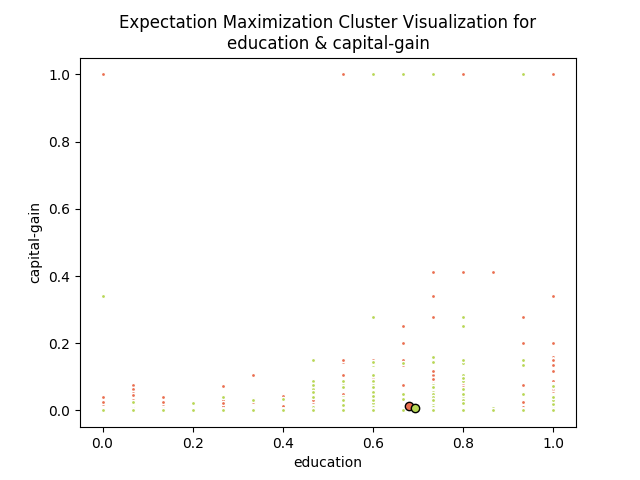 Expectation Maximization Cluster Visualization for
education & capital-gain
1.0
0.8
0.6
0.4
0.2
0.0
capital-gain
0.0 0.2 0.4 0.6 0.8 1.0
education